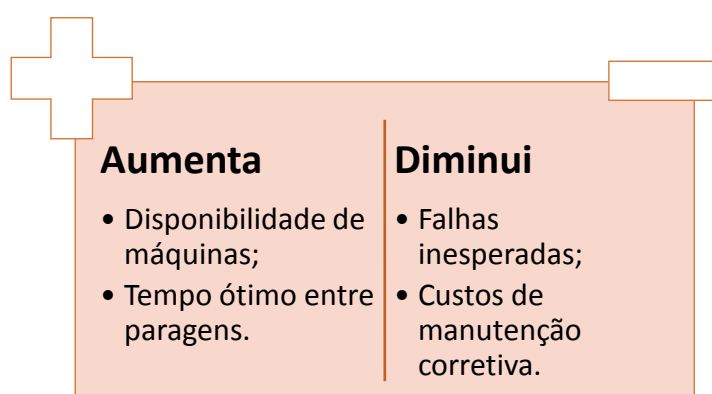 Aumenta
• Disponibilidade de
máquinas;
• Tempo ótimo entre
paragens.
Diminui
• Falhas
inesperadas;
• Custos de
manutenção
corretiva.